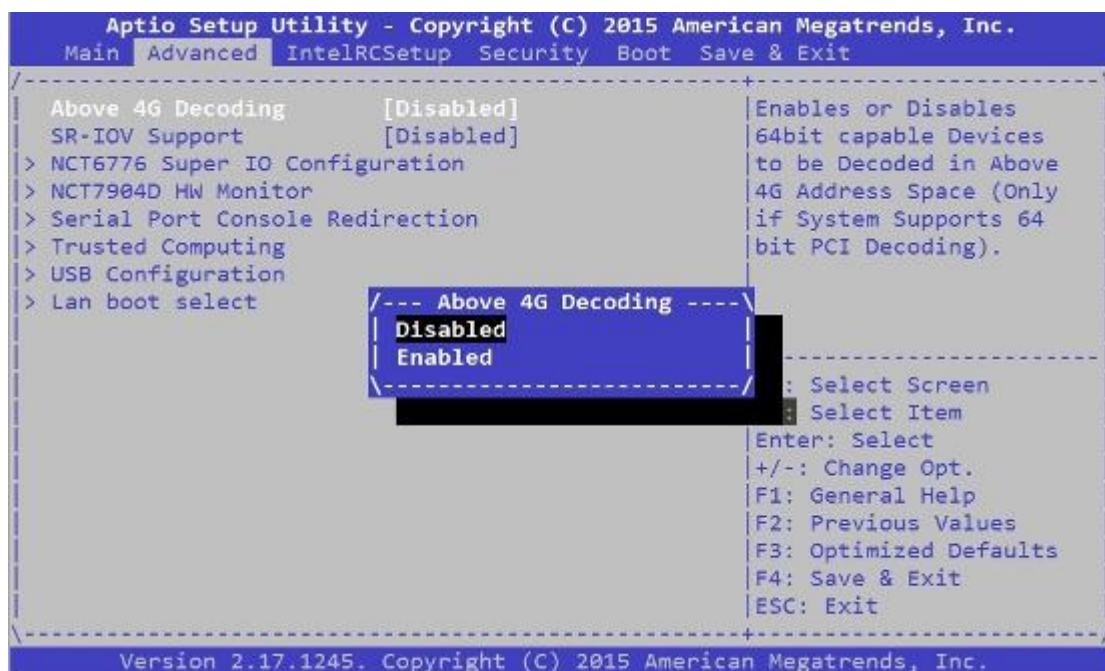 Aptio Setup Utility - Copyright (C) 2015 American Megatrends, Inc.
Main Advanced IntelRCSetup Security Boot Save & Exit
Above 4G Decoding [Disabled]
SR-IOV Support [Disabled]
> NCT6776 Super IO Configuration
> NCT7904D HW Monitor
> Serial Port Console Redirection
> Trusted Computing
> USB Configuration
> Lan boot select
Above 4G Decoding
Disabled
Enabled
Enables or Disables
64bit capable Devices
to be Decoded in Above
4G Address Space (Only
if System Supports 64
bit PCI Decoding).
: Select Screen
: Select Item
Enter: Select
+/-: Change Opt.
F1: General Help
F2: Previous Values
F3: Optimized Defaults
F4: Save & Exit
ESC: Exit
Version 2.17.1245. Copyright (C) 2015 American Megatrends, Inc.